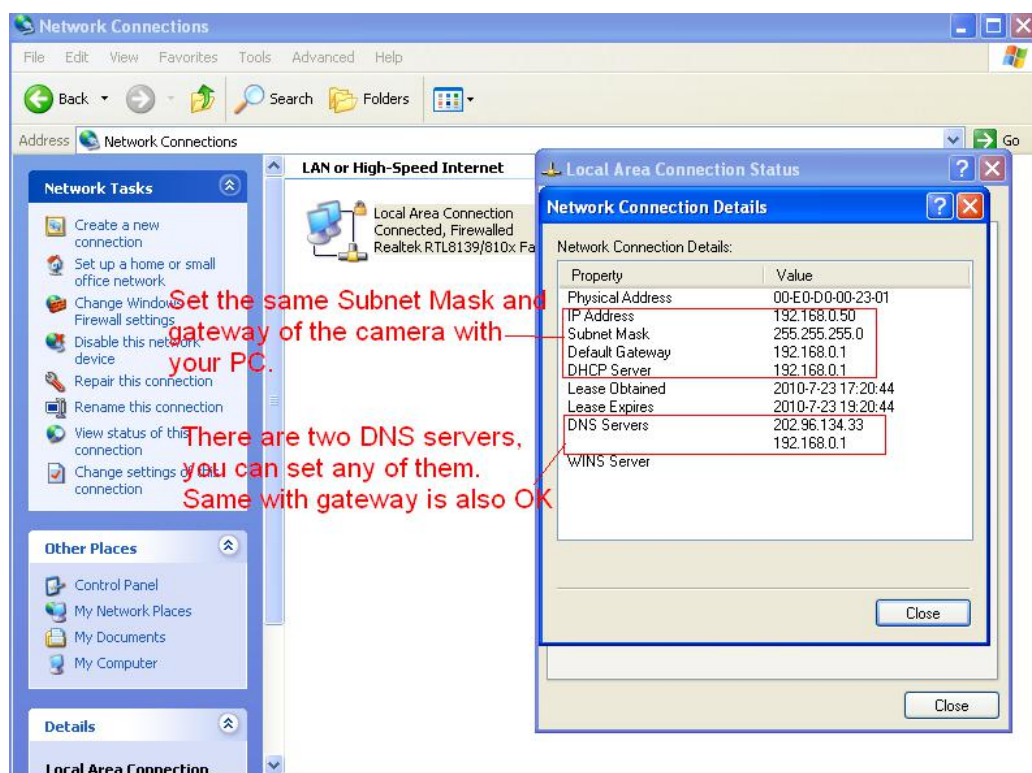 Network Connections
File Edit View Favorites Tools Advanced Help
Back Search Folders
Address Network Connections Go
Network Tasks
Create a new
connection
Set up a home or small
office network
Change Windows
Firewall settings
Disable this network
device
Repair this connection
Rename this connection
View status of this
connection
Change settings of this
connection
Other Places
Control Panel
My Network Places
My Documents
My Computer
Details
Local Area Connection
LAN or High-Speed Internet
Local Area Connection
Connected, Firewalled
Realtek RTL8139/810x Fa
Set the same Subnet Mask and
gateway of the camera with
your PC.
There are two DNS servers,
you can set any of them.
Same with gateway is also OK
Local Area Connection Status
Network Connection Details
Network Connection Details:
Property Value
Physical Address 00-E0-D0-00-23-01
IP Address 192.168.0.50
Subnet Mask 255.255.255.0
Default Gateway 192.168.0.1
DHCP Server 192.168.0.1
Lease Obtained 2010-7-23 17:20:44
Lease Expires 2010-7-23 19:20:44
DNS Servers 202.96.134.33
192.168.0.1
WINS Server
Close
Close